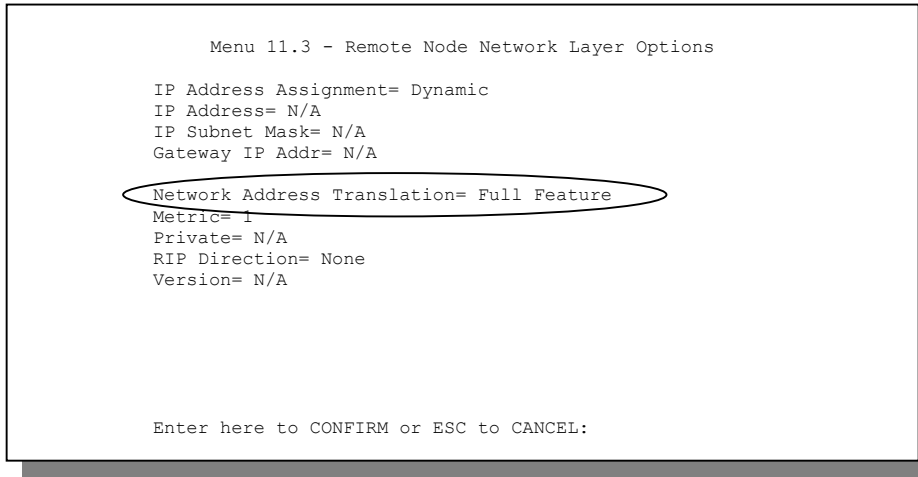 Menu 11.3 - Remote Node Network Layer Options
IP Address Assignment= Dynamic
IP Address= N/A
IP Subnet Mask= N/A
Gateway IP Addr= N/A
Network Address Translation= Full Feature
Metric= 1
Private= N/A
RIP Direction= None
Version= N/A
Enter here to CONFIRM or ESC to CANCEL: